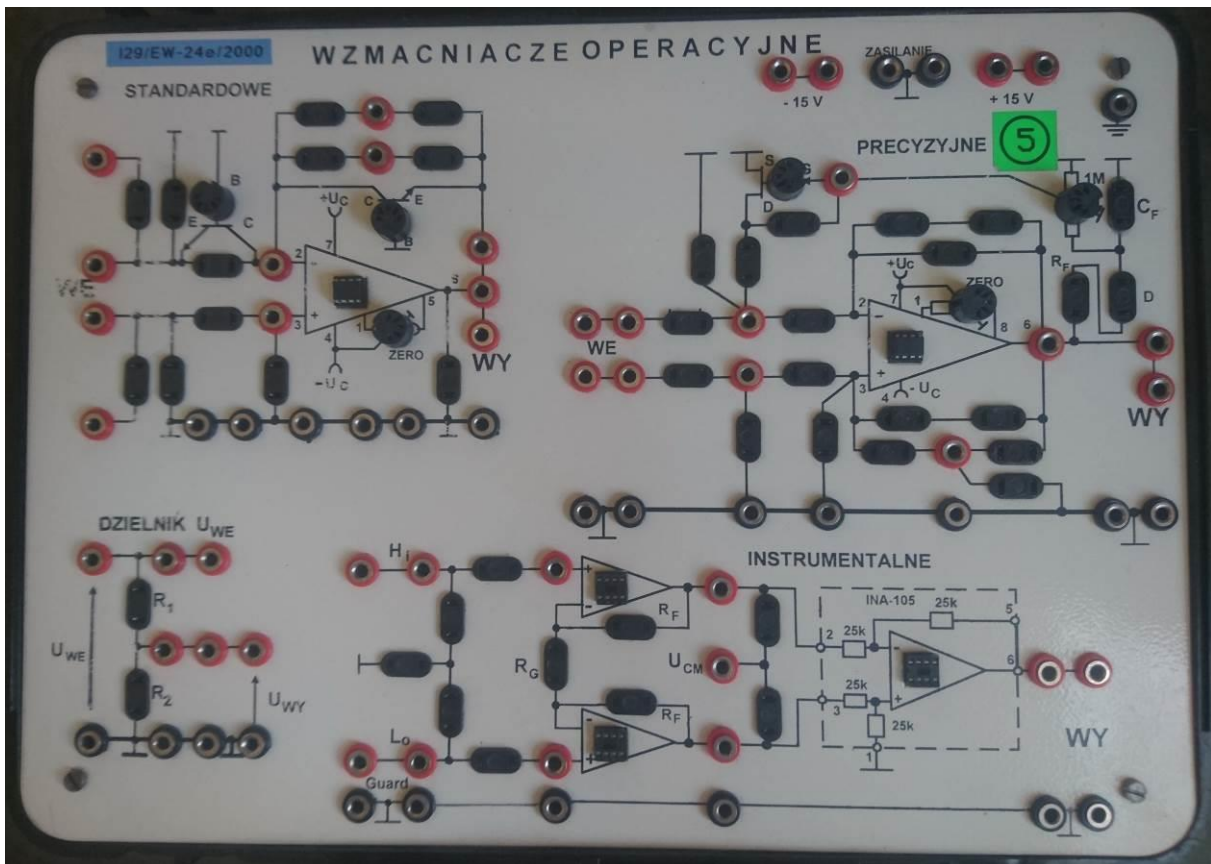 I29/EW-24e/2000
WZMACNIACZE OPERACYJNE
STANDARDOWE
ZASILANIE
- 15 V
+ 15 V
PRECYZYJNE
5
B
E
C
C
E
B
+UC
7
2
-
3
+
4
-UC
1
5
ZERO
WE
WY
S
G
D
1M
CF
RF
D
+UC
7
1
ZERO
8
2
-
3
+
4
- UC
6
WE
WY
DZIELNIK UWE
R1
R2
UWE
UWY
Hi
Lo
Guard
+
-
RF
RG
RF
-
+
UCM
INSTRUMENTALNE
INA-105
25k
5
2
25k
-
6
25k
3
+
25k
1
WY